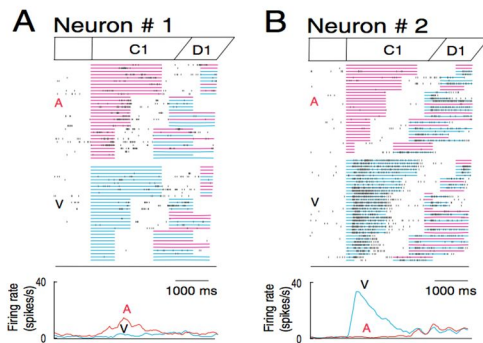 A Neuron # 1
C1 D1
A
V
Firing rate
(spikes/s)
40
0
A
V
1000 ms
B Neuron # 2
C1 D1
A
V
Firing rate
(spikes/s)
40
0
V
A
1000 ms